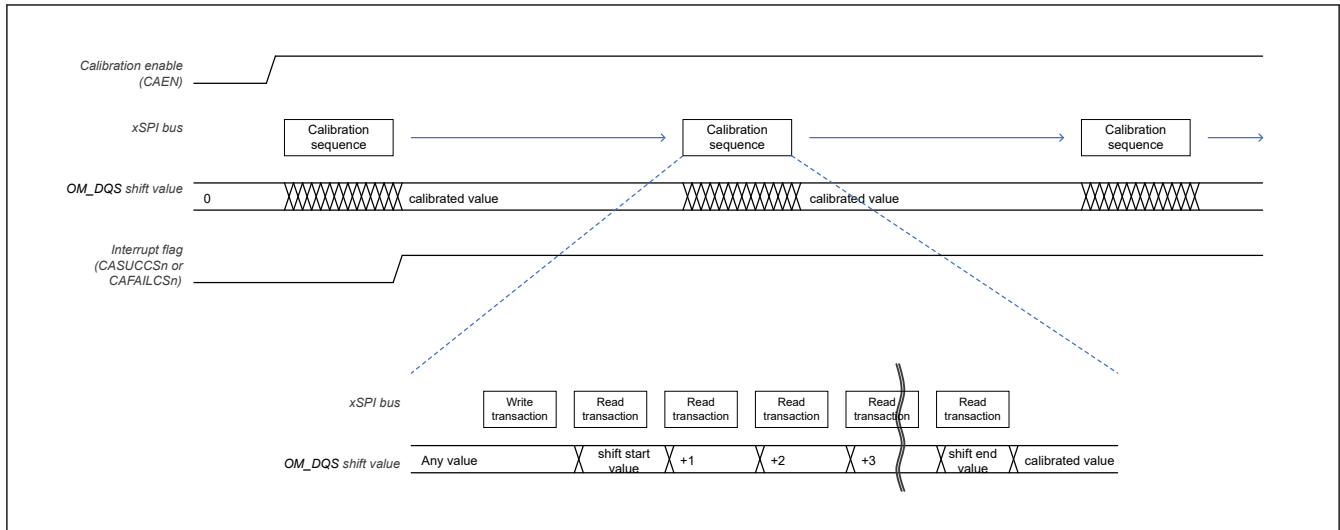 Calibration enable
(CAEN)
xSPI bus
Calibration
sequence
Calibration
sequence
Calibration
sequence
OM_DQS shift value
0
calibrated value
calibrated value
Interrupt flag
(CASUCCSn or
CAFAILCSn)
xSPI bus
Write
transaction
Read
transaction
Read
transaction
Read
transaction
Read
transaction
Read
transaction
OM_DQS shift value
Any value
shift start
value
+1
+2
+3
shift end
value
calibrated value